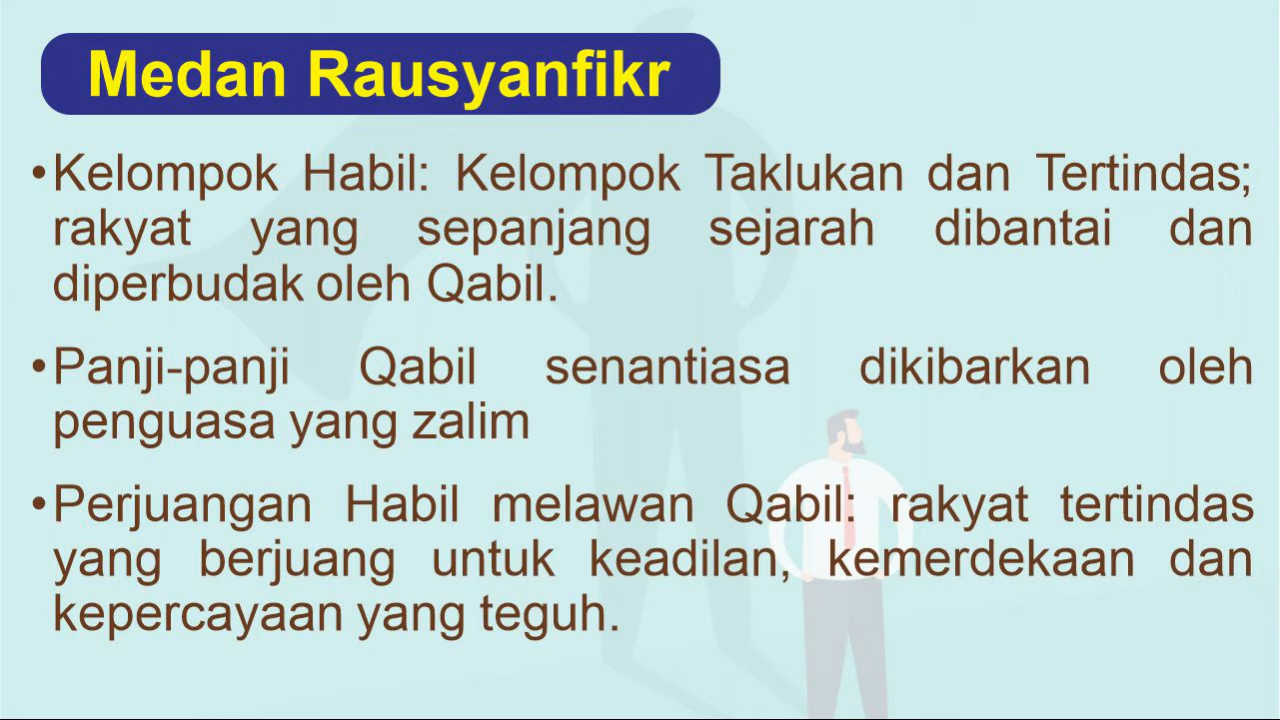 Medan Rausyanfikr
•Kelompok Habil: Kelompok Taklukan dan Tertindas;
rakyat yang sepanjang sejarah dibantai dan
diperbudak oleh Qabil.
•Panji-panji Qabil senantiasa dikibarkan oleh
penguasa yang zalim
•Perjuangan Habil melawan Qabil: rakyat tertindas
yang berjuang untuk keadilan, kemerdekaan dan
kepercayaan yang teguh.